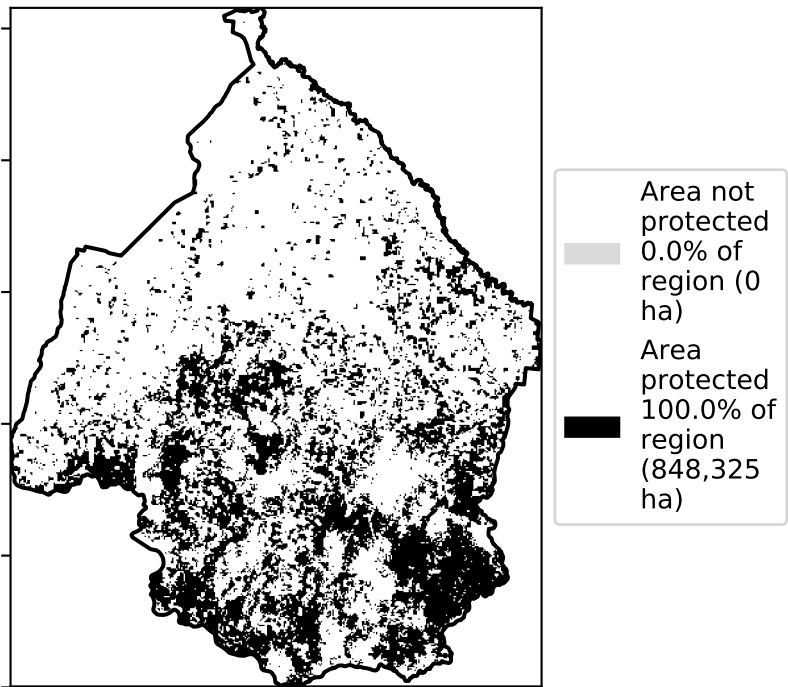 Area not
protected
0.0% of
region (0
ha)
Area
protected
100.0% of
region
(848,325
ha)